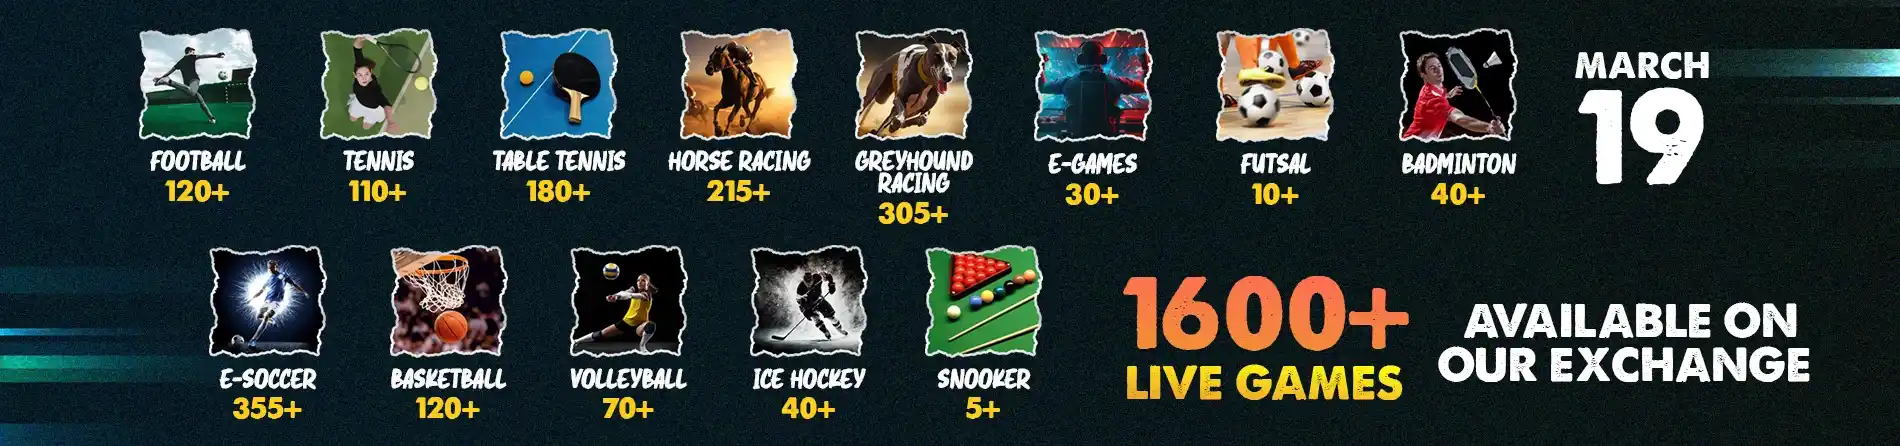 FOOTBALL
120+
TENNIS
110+
TABLE TENNIS
180+
HORSE RACING
215+
GREYHOUND
RACING
305+
E-GAMES
30+
FUTSAL
10+
BADMINTON
40+
MARCH
19
E-SOCCER
355+
BASKETBALL
120+
VOLLEYBALL
70+
ICE HOCKEY
40+
SNOOKER
5+
1600+
LIVE GAMES
AVAILABLE ON
OUR EXCHANGE